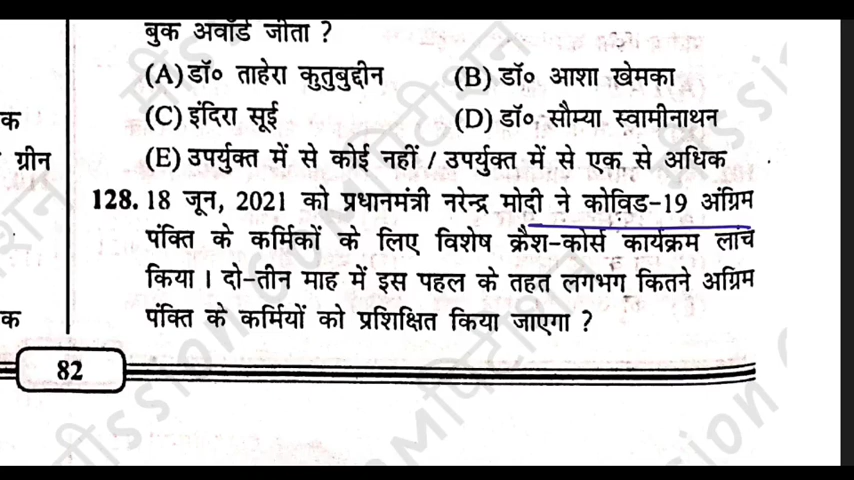 बुक अवॉर्ड जीता ?
(A) डॉ० ताहेरा कुतुबुद्दीन (B) डॉ० आशा खेमका
(C) इंदिरा सूई (D) डॉ० सौम्या स्वामीनाथन
(E) उपर्युक्त में से कोई नहीं / उपर्युक्त में से एक से अधिक
128. 18 जून, 2021 को प्रधानमंत्री नरेन्द्र मोदी ने कोविड-19 अग्रिम
पंक्ति के कर्मिकों के लिए विशेष क्रैश-कोर्स कार्यक्रम लांच
किया । दो-तीन माह में इस पहल के तहत लगभग कितने अग्रिम
पंक्ति के कर्मियों को प्रशिक्षित किया जाएगा ?
क
ग्रीन
क
82